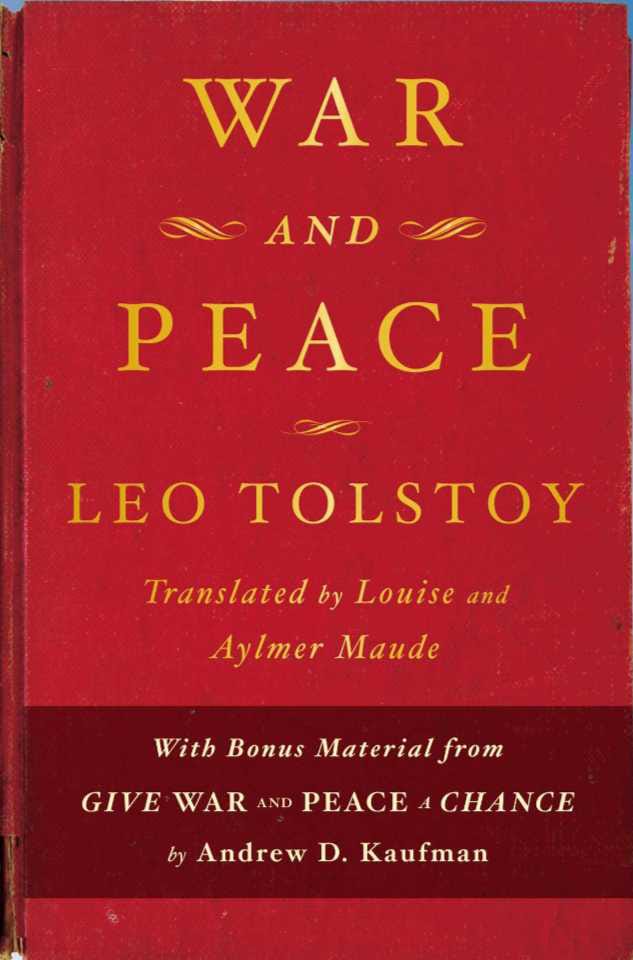 WAR
AND
PEACE
LEO TOLSTOY
Translated by Louise and
Aylmer Maude
With Bonus Material from
GIVE WAR AND PEACE A CHANCE
by Andrew D. Kaufman